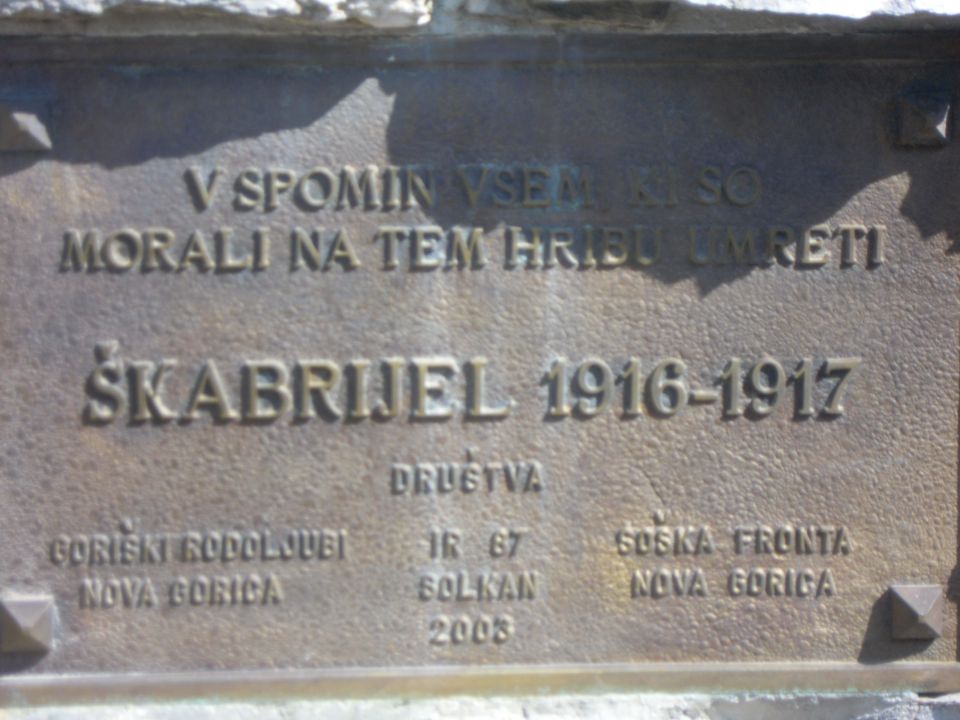 V SPOMIN VSEM, KI SO
MORALI NA TEM HRIBU UMRETI
ŠKABRIJEL 1916-1917
DRUŠTVA
GORIŠKI RODOLJUBI
NOVA GORICA
IR 87
SOLKAN
2003
SOŠKA FRONTA
NOVA GORICA